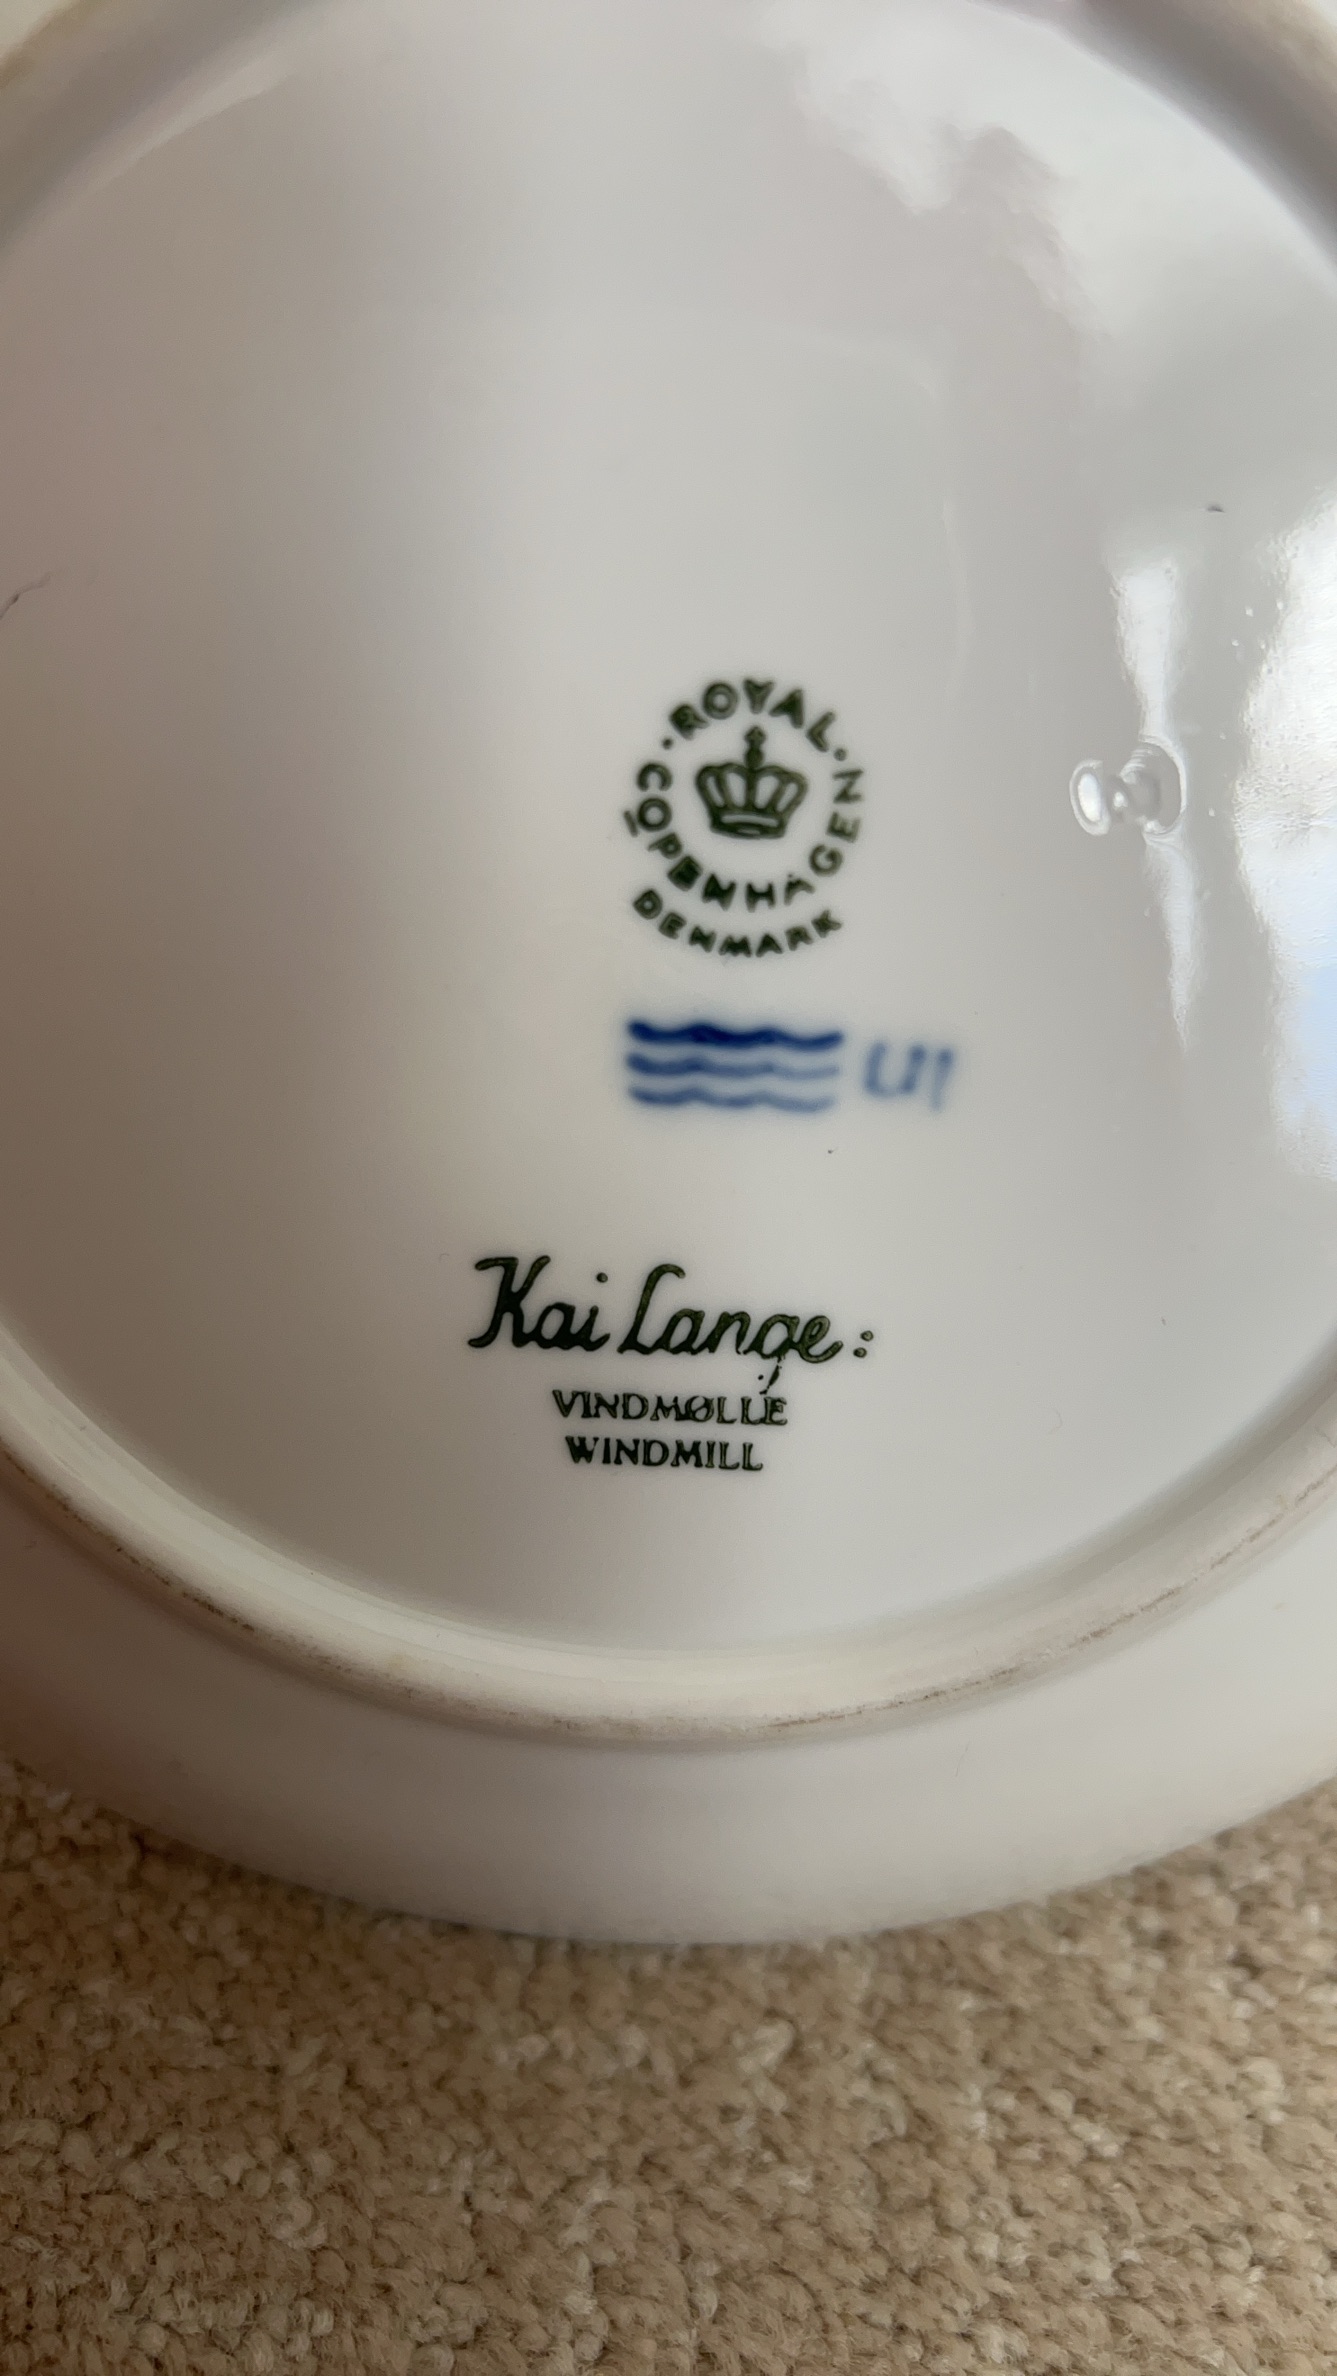 ROYAL
COPENHAGEN
DENMARK
Kai Lange:
VINDMØLLE
WINDMILL